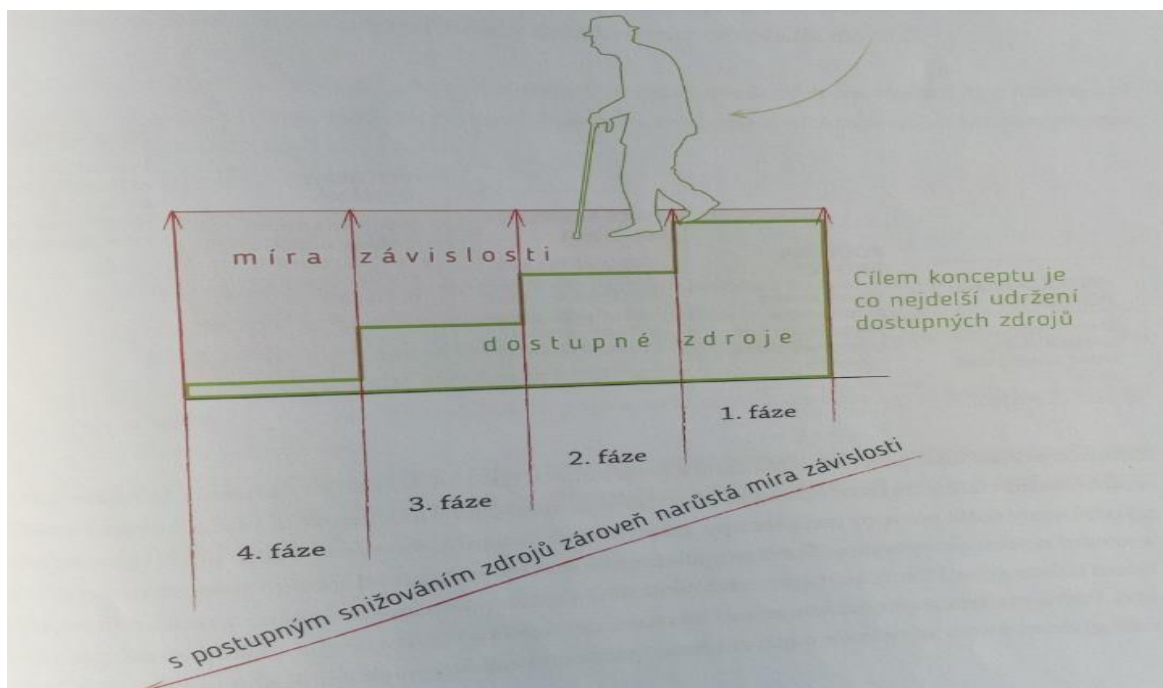 míra závislosti
dostupné zdroje
Cílem konceptu je
co nejdelší udržení
dostupných zdrojů
1. fáze
2. fáze
3. fáze
4. fáze
s postupným snižováním zdrojů zároveň narůstá míra závislosti